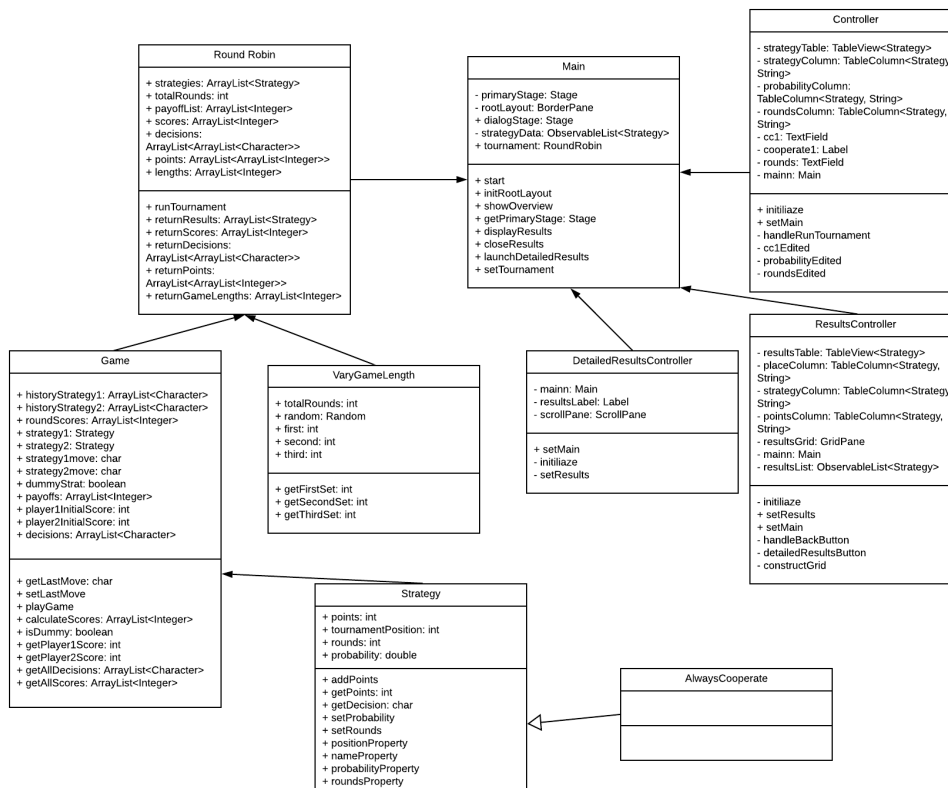 Round Robin
+ strategies: ArrayList<Strategy>
+ totalRounds: int
+ payoffList: ArrayList<Integer>
+ scores: ArrayList<Integer>
+ decisions:
ArrayList<ArrayList<Character>>
+ points: ArrayList<ArrayList<Integer>>
+ lengths: ArrayList<Integer>
+ runTournament
+ returnResults: ArrayList<Strategy>
+ returnScores: ArrayList<Integer>
+ returnDecisions:
ArrayList<ArrayList<Character>>
+ returnPoints:
ArrayList<ArrayList<Integer>>
+ returnGameLengths: ArrayList<Integer>
Main
- primaryStage: Stage
- rootLayout: BorderPane
+ dialogStage: Stage
- strategyData: ObservableList<Strategy>
+ tournament: RoundRobin
+ start
+ initRootLayout
+ showOverview
+ getPrimaryStage: Stage
+ displayResults
+ closeResults
+ launchDetailedResults
+ setTournament
Controller
- strategyTable: TableView<Strategy>
- strategyColumn: TableColumn<Strategy,
String>
- probabilityColumn:
TableColumn<Strategy, String>
- roundsColumn: TableColumn<Strategy,
String>
- cc1: TextField
- cooperate1: Label
- rounds: TextField
- mainn: Main
+ initiliaze
+ setMain
- handleRunTournament
- cc1Edited
- probabilityEdited
- roundsEdited
Game
+ historyStrategy1: ArrayList<Character>
+ historyStrategy2: ArrayList<Character>
+ roundScores: ArrayList<Integer>
+ strategy1: Strategy
+ strategy2: Strategy
+ strategy1move: char
+ strategy2move: char
+ dummyStrat: boolean
+ payoffs: ArrayList<Integer>
+ player1InitialScore: int
+ player2InitialScore: int
+ decisions: ArrayList<Character>
+ getLastMove: char
+ setLastMove
+ playGame
+ calculateScores: ArrayList<Integer>
+ isDummy: boolean
+ getPlayer1Score: int
+ getPlayer2Score: int
+ getAllDecisions: ArrayList<Character>
+ getAllScores: ArrayList<Integer>
VaryGameLength
+ totalRounds: int
+ random: Random
+ first: int
+ second: int
+ third: int
+ getFirstSet: int
+ getSecondSet: int
+ getThirdSet: int
DetailedResultsController
- mainn: Main
- resultsLabel: Label
- scrollPane: ScrollPane
+ setMain
- initiliaze
- setResults
ResultsController
- resultsTable: TableView<Strategy>
- placeColumn: TableColumn<Strategy,
String>
- strategyColumn: TableColumn<Strategy,
String>
- pointsColumn: TableColumn<Strategy,
String>
- resultsGrid: GridPane
- mainn: Main
- resultsList: ObservableList<Strategy>
- initiliaze
+ setResults
+ setMain
- handleBackButton
- detailedResultsButton
- constructGrid
Strategy
+ points: int
+ tournamentPosition: int
+ rounds: int
+ probability: double
+ addPoints
+ getPoints: int
+ getDecision: char
+ setProbability
+ setRounds
+ positionProperty
+ nameProperty
+ probabilityProperty
+ roundsProperty
AlwaysCooperate